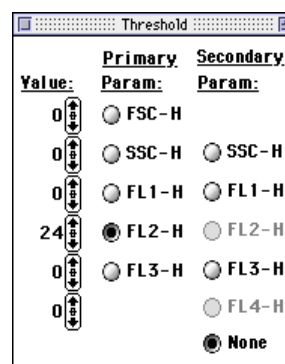 Threshold
Primary Secondary
Value: Param: Param:
0 FSC-H
0 SSC-H SSC-H
0 FL1-H FL1-H
24 FL2-H FL2-H
0 FL3-H FL3-H
0 FL4-H
None